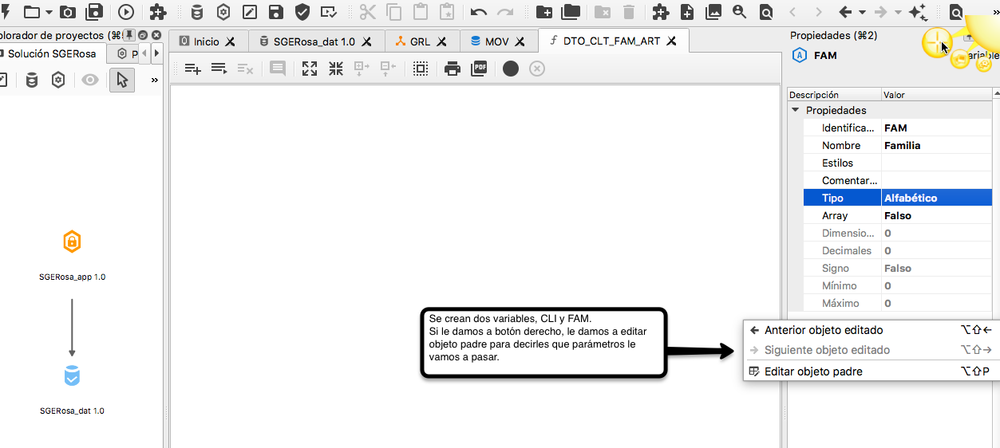 plorador de proyectos (⌘
Solución SGERosa
P
»
SGERosa_app 1.0
SGERosa_dat 1.0
Inicio
SGERosa_dat 1.0
GRL
MOV
DTO_CLT_FAM_ART
PDF
Se crean dos variables, CLI y FAM.
Si le damos a botón derecho, le damos a editar
objeto padre para decirles que parámetros le
vamos a pasar.
Propiedades (⌘2)
A FAM
ariable
Descripción Valor
Propiedades
Identifica... FAM
Nombre Familia
Estilos
Comentar...
Tipo Alfabético
Array Falso
Dimensio... 0
Decimales 0
Signo Falso
Mínimo 0
Máximo 0
Anterior objeto editado ⌥⇧←
Siguiente objeto editado ⌥⇧→
Editar objeto padre ⌥⇧P